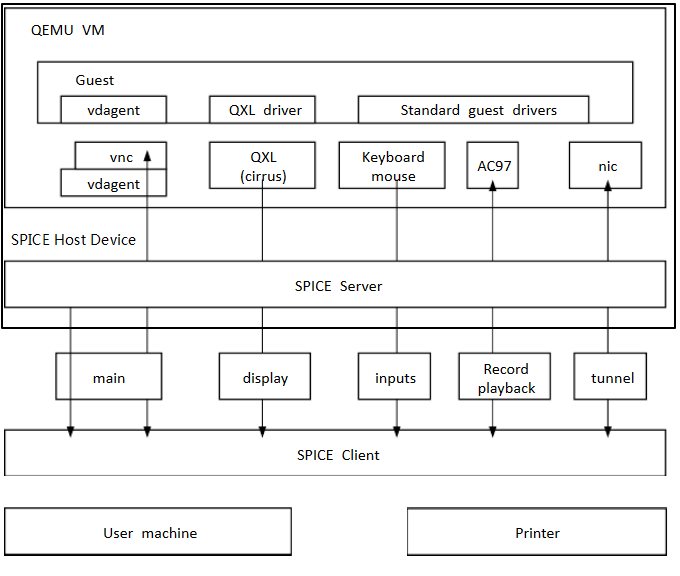 QEMU VM
Guest
vdagent
QXL driver
Standard guest drivers
vnc
vdagent
QXL
(cirrus)
Keyboard
mouse
AC97
nic
SPICE Host Device
SPICE Server
main
display
inputs
Record
playback
tunnel
SPICE Client
User machine
Printer